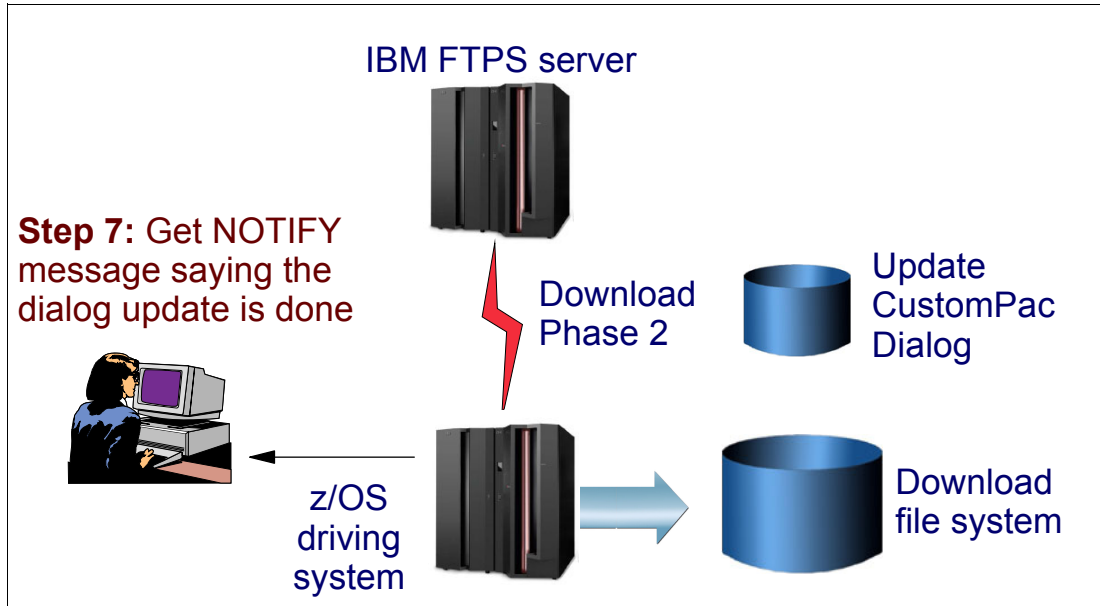 IBM FTPS server
Step 7: Get NOTIFY
message saying the
dialog update is done
Download
Phase 2
Update
CustomPac
Dialog
z/OS
driving
system
Download
file system